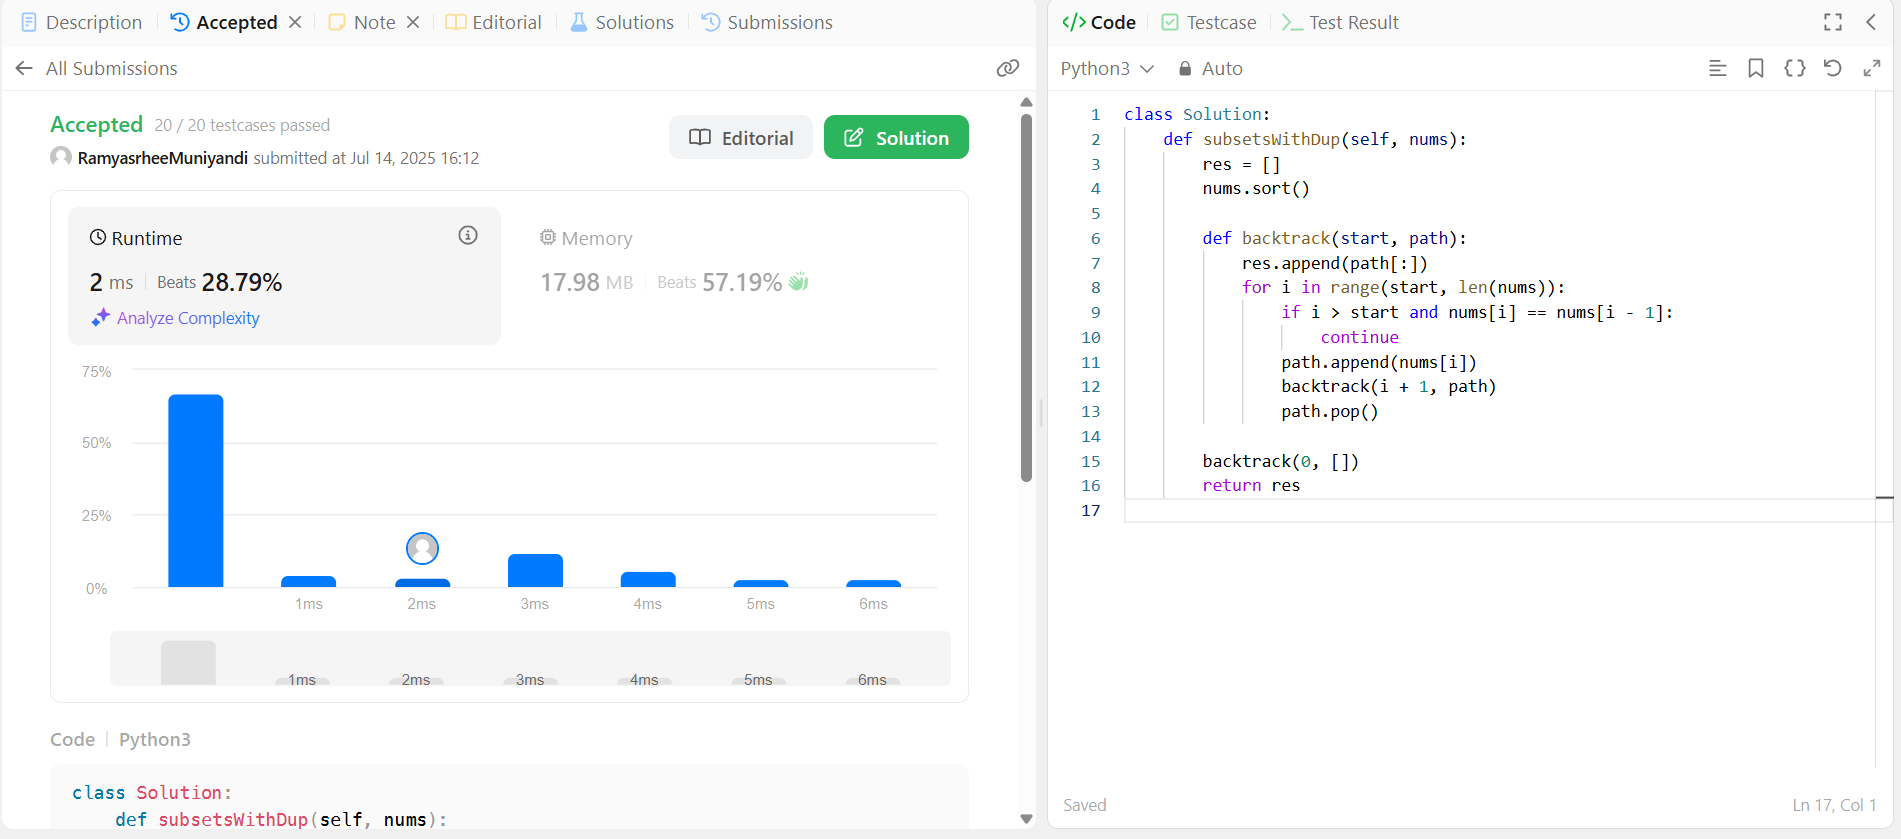 Description
Accepted
Note
Editorial
Solutions
Submissions
All Submissions
Accepted 20 / 20 testcases passed
RamyasrheeMuniyandi submitted at Jul 14, 2025 16:12
Editorial
Solution
Runtime
2 ms Beats 28.79%
Analyze Complexity
Memory
17.98 MB Beats 57.19%
75%
50%
25%
0%
1ms 2ms 3ms 4ms 5ms 6ms
1ms 2ms 3ms 4ms 5ms 6ms
Code Python3
class Solution:
    def subsetsWithDup(self, nums):
</> Code
Testcase
Test Result
Python3
Auto
1 class Solution:
2     def subsetsWithDup(self, nums):
3         res = []
4         nums.sort()
5
6         def backtrack(start, path):
7             res.append(path[:])
8             for i in range(start, len(nums)):
9                 if i > start and nums[i] == nums[i - 1]:
10                     continue
11                 path.append(nums[i])
12                 backtrack(i + 1, path)
13                 path.pop()
14
15         backtrack(0, [])
16         return res
17
Saved
Ln 17, Col 1